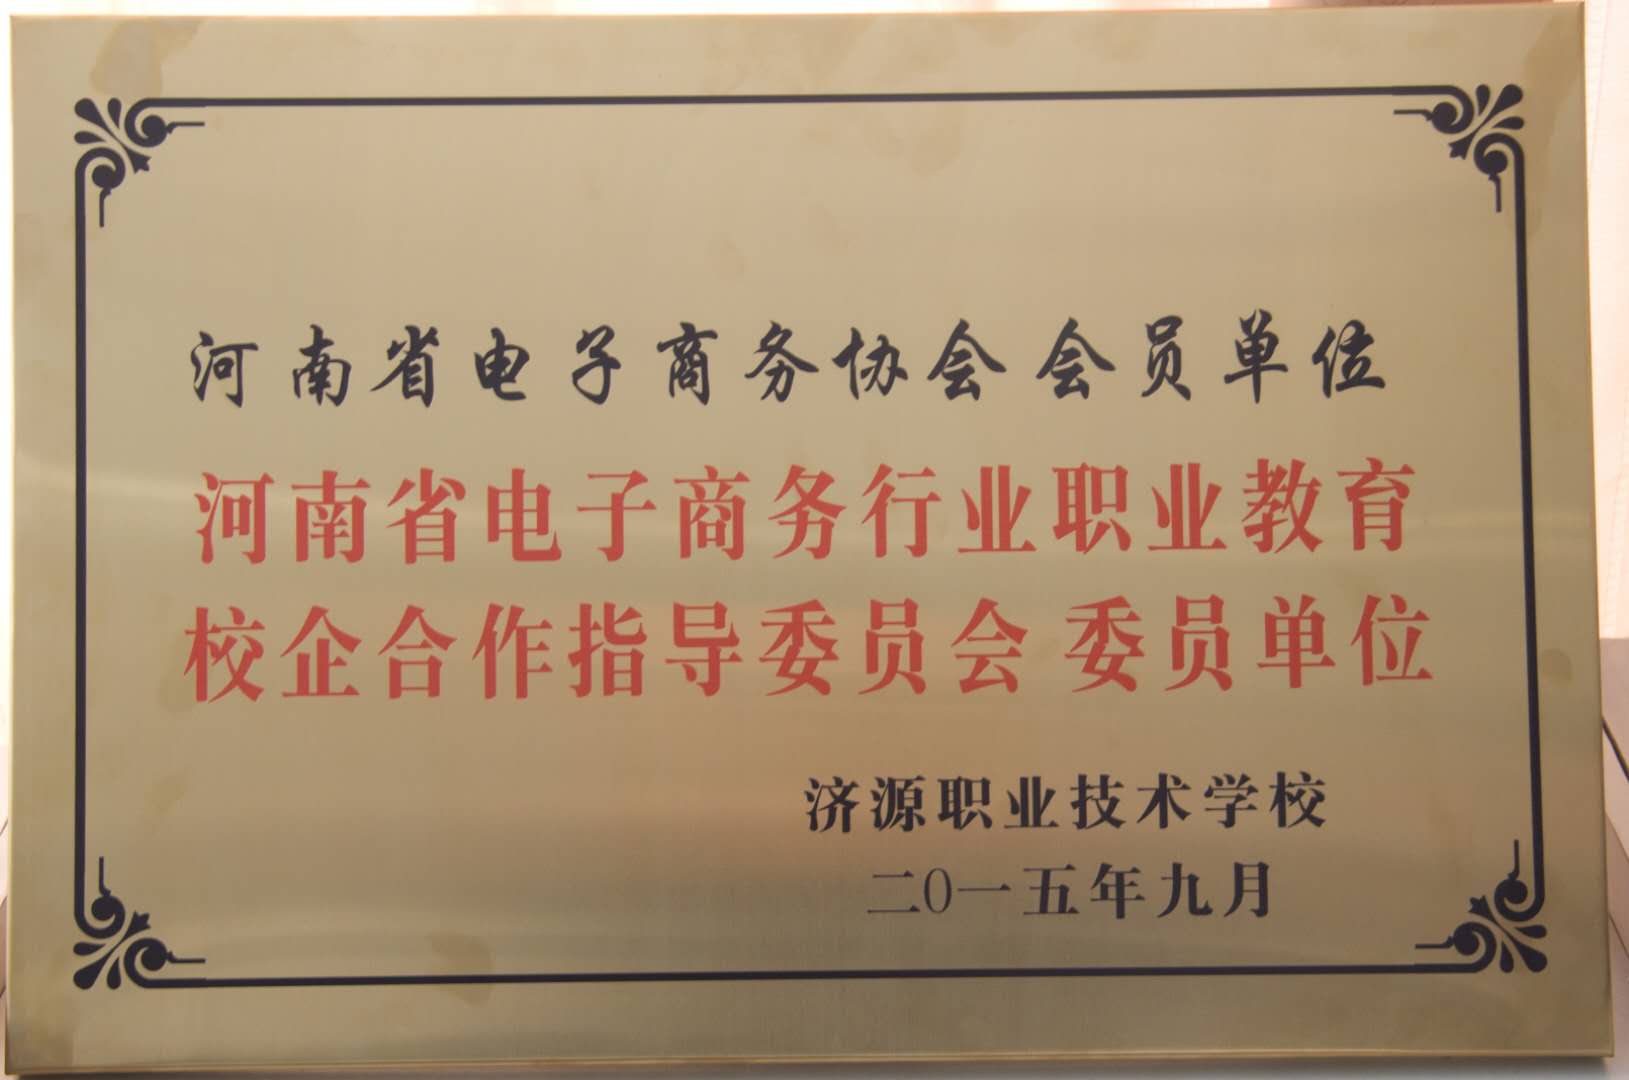 河南省电子商务协会 会员单位
河南省电子商务行业职业教育
校企合作指导委员会 委员单位
济源职业技术学校
二0一五年九月